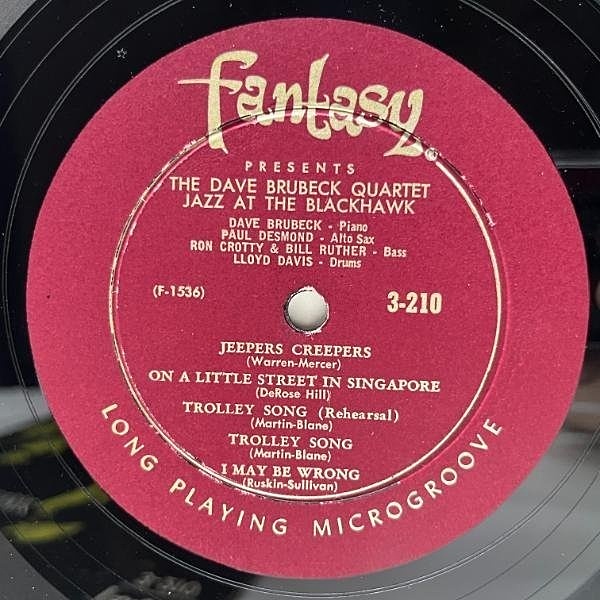 fantasy
PRESENTS
THE DAVE BRUBECK QUARTET
JAZZ AT THE BLACKHAWK
DAVE BRUBECK - Piano
PAUL DESMOND - Alto Sax
RON CROTTY & BILL RUTHER - Bass
LLOYD DAVIS - Drums
(F-1536)
3-210
JEEPERS CREEPERS
(Warren-Mercer)
ON A LITTLE STREET IN SINGAPORE
(DeRose Hill)
TROLLEY SONG (Rehearsal)
(Martin-Blane)
TROLLEY SONG
(Martin-Blane)
I MAY BE WRONG
(Ruskin-Sullivan)
LONG PLAYING MICROGROOVE
3-210